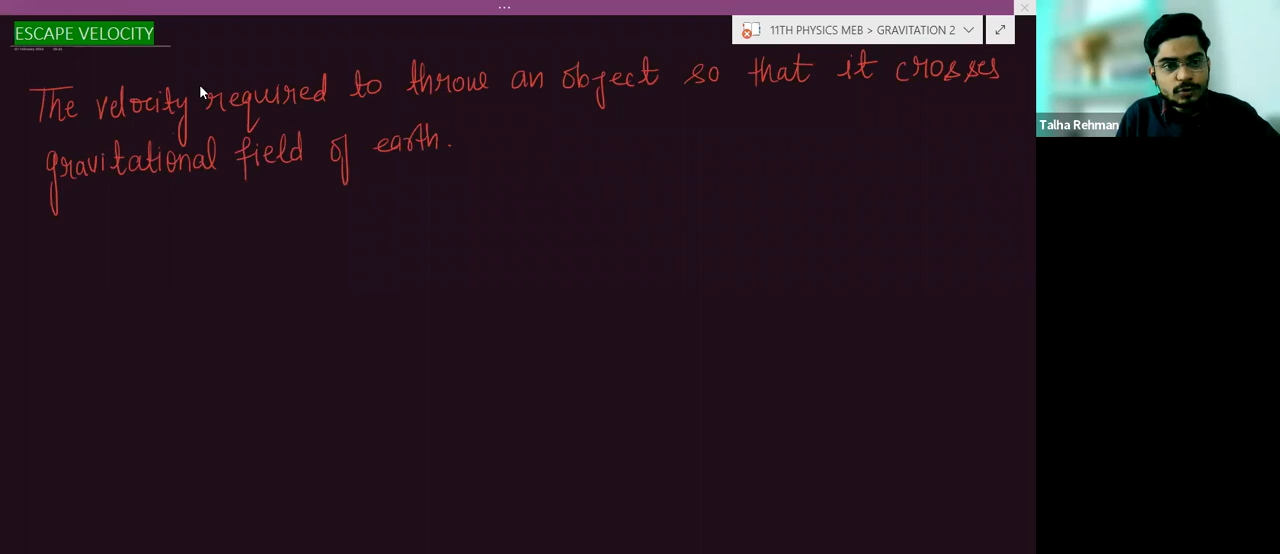 ESCAPE VELOCITY
11TH PHYSICS MEB > GRAVITATION 2
The velocity required to throw an object so that it crosses
gravitational field of earth.
Talha Rehman